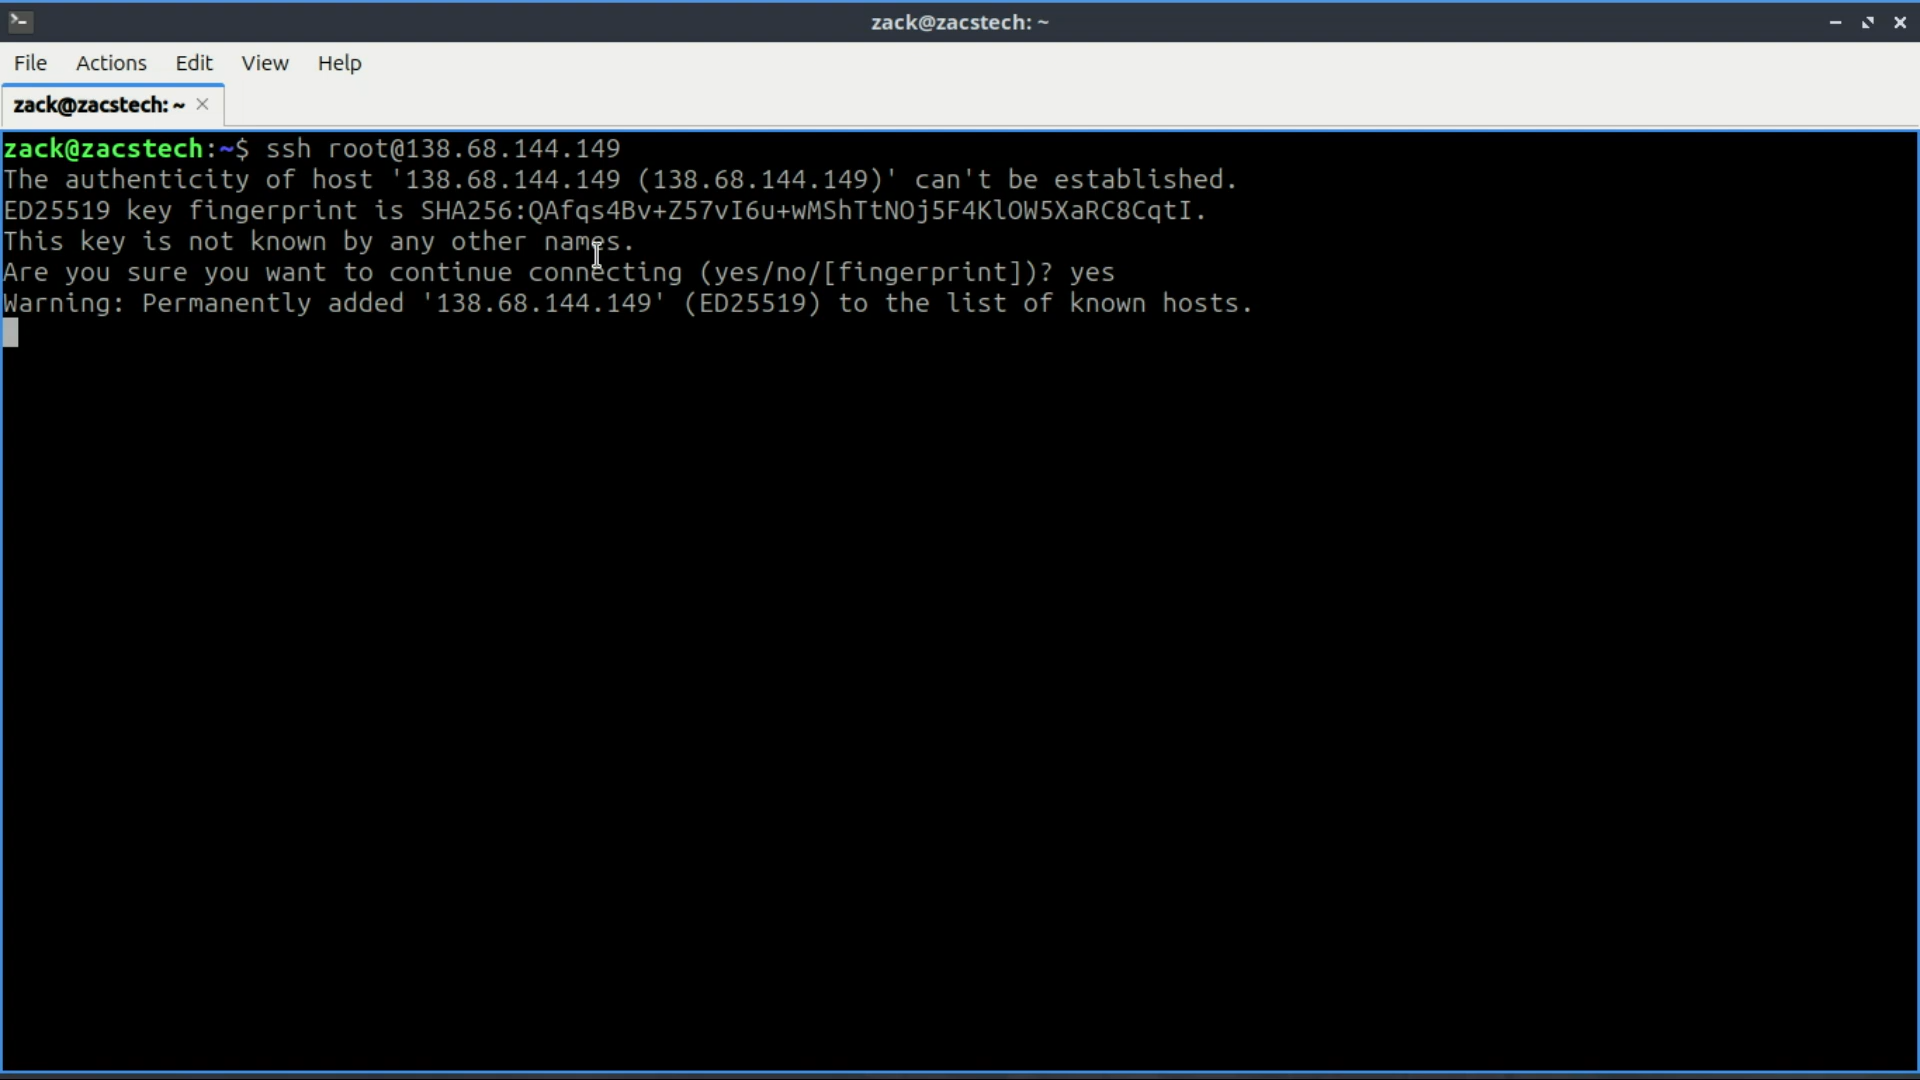 zack@zacstech: ~
File Actions Edit View Help
zack@zacstech: ~
zack@zacstech:~$ ssh root@138.68.144.149
The authenticity of host '138.68.144.149 (138.68.144.149)' can't be established.
ED25519 key fingerprint is SHA256:QAfqs4Bv+Z57vI6u+wMShTtNOj5F4KlOW5XaRC8CqtI.
This key is not known by any other names.
Are you sure you want to continue connecting (yes/no/[fingerprint])? yes
Warning: Permanently added '138.68.144.149' (ED25519) to the list of known hosts.